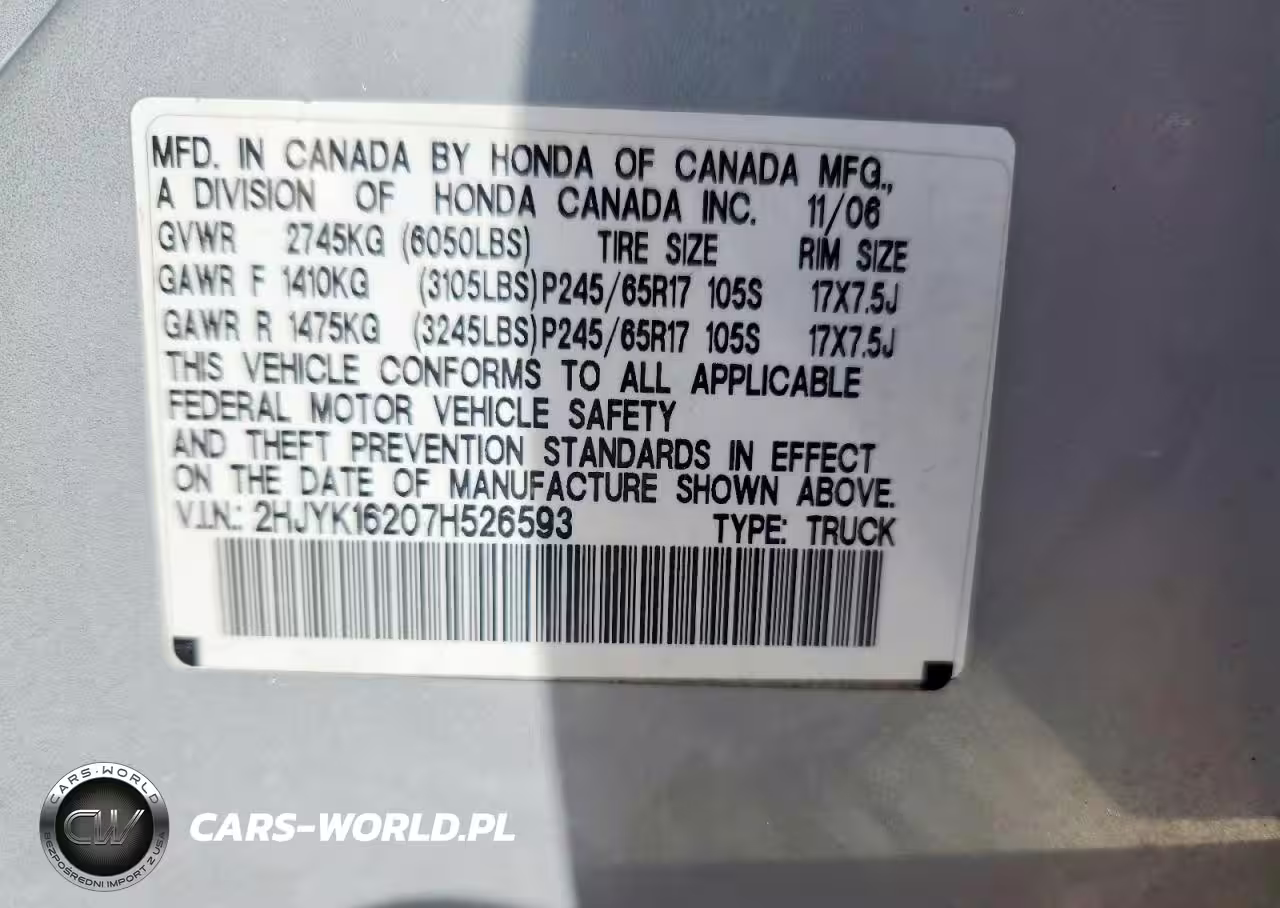 MFD. IN CANADA BY HONDA OF CANADA MFG.,
A DIVISION OF HONDA CANADA INC. 11/06
GVWR 2745KG (6050LBS) TIRE SIZE RIM SIZE
GAWR F 1410KG (3105LBS) P245/65R17 105S 17X7.5J
GAWR R 1475KG (3245LBS) P245/65R17 105S 17X7.5J
THIS VEHICLE CONFORMS TO ALL APPLICABLE
FEDERAL MOTOR VEHICLE SAFETY
AND THEFT PREVENTION STANDARDS IN EFFECT
ON THE DATE OF MANUFACTURE SHOWN ABOVE.
V.I.N.: 2HJYK16207H526593 TYPE: TRUCK
CARS-WORLD
CW
BEZPOŚREDNI IMPORT Z USA
CARS-WORLD.PL